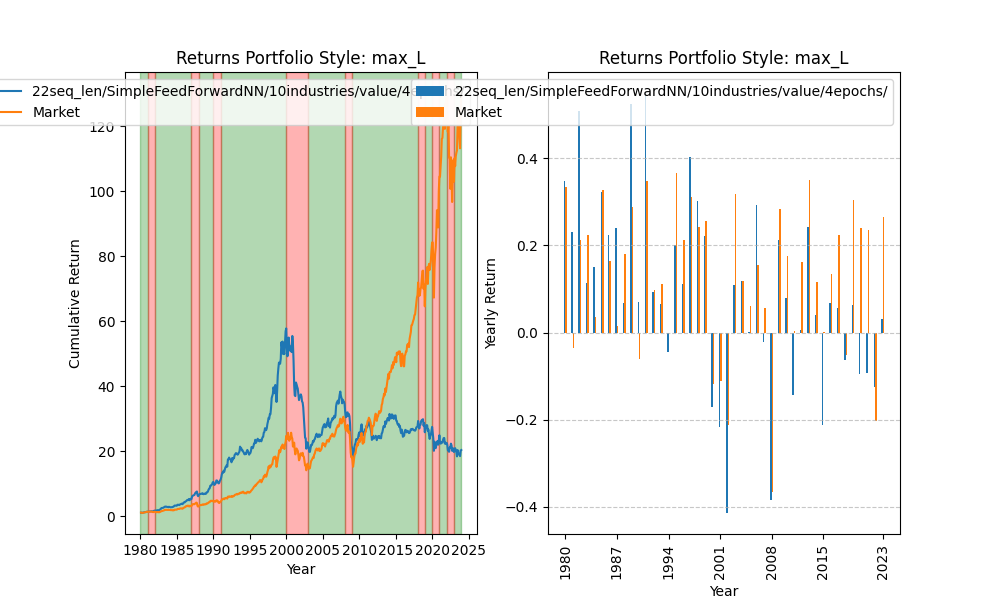 Returns Portfolio Style: max_L
22seq_len/SimpleFeedForwardNN/10industries/value/4epochs/
Market
Cumulative Return
120
100
80
60
40
20
0
1980 1985 1990 1995 2000 2005 2010 2015 2020 2025
Year
Returns Portfolio Style: max_L
22seq_len/SimpleFeedForwardNN/10industries/value/4epochs/
Market
Yearly Return
0.4
0.2
0.0
−0.2
−0.4
1980 1987 1994 2001 2008 2015 2023
Year